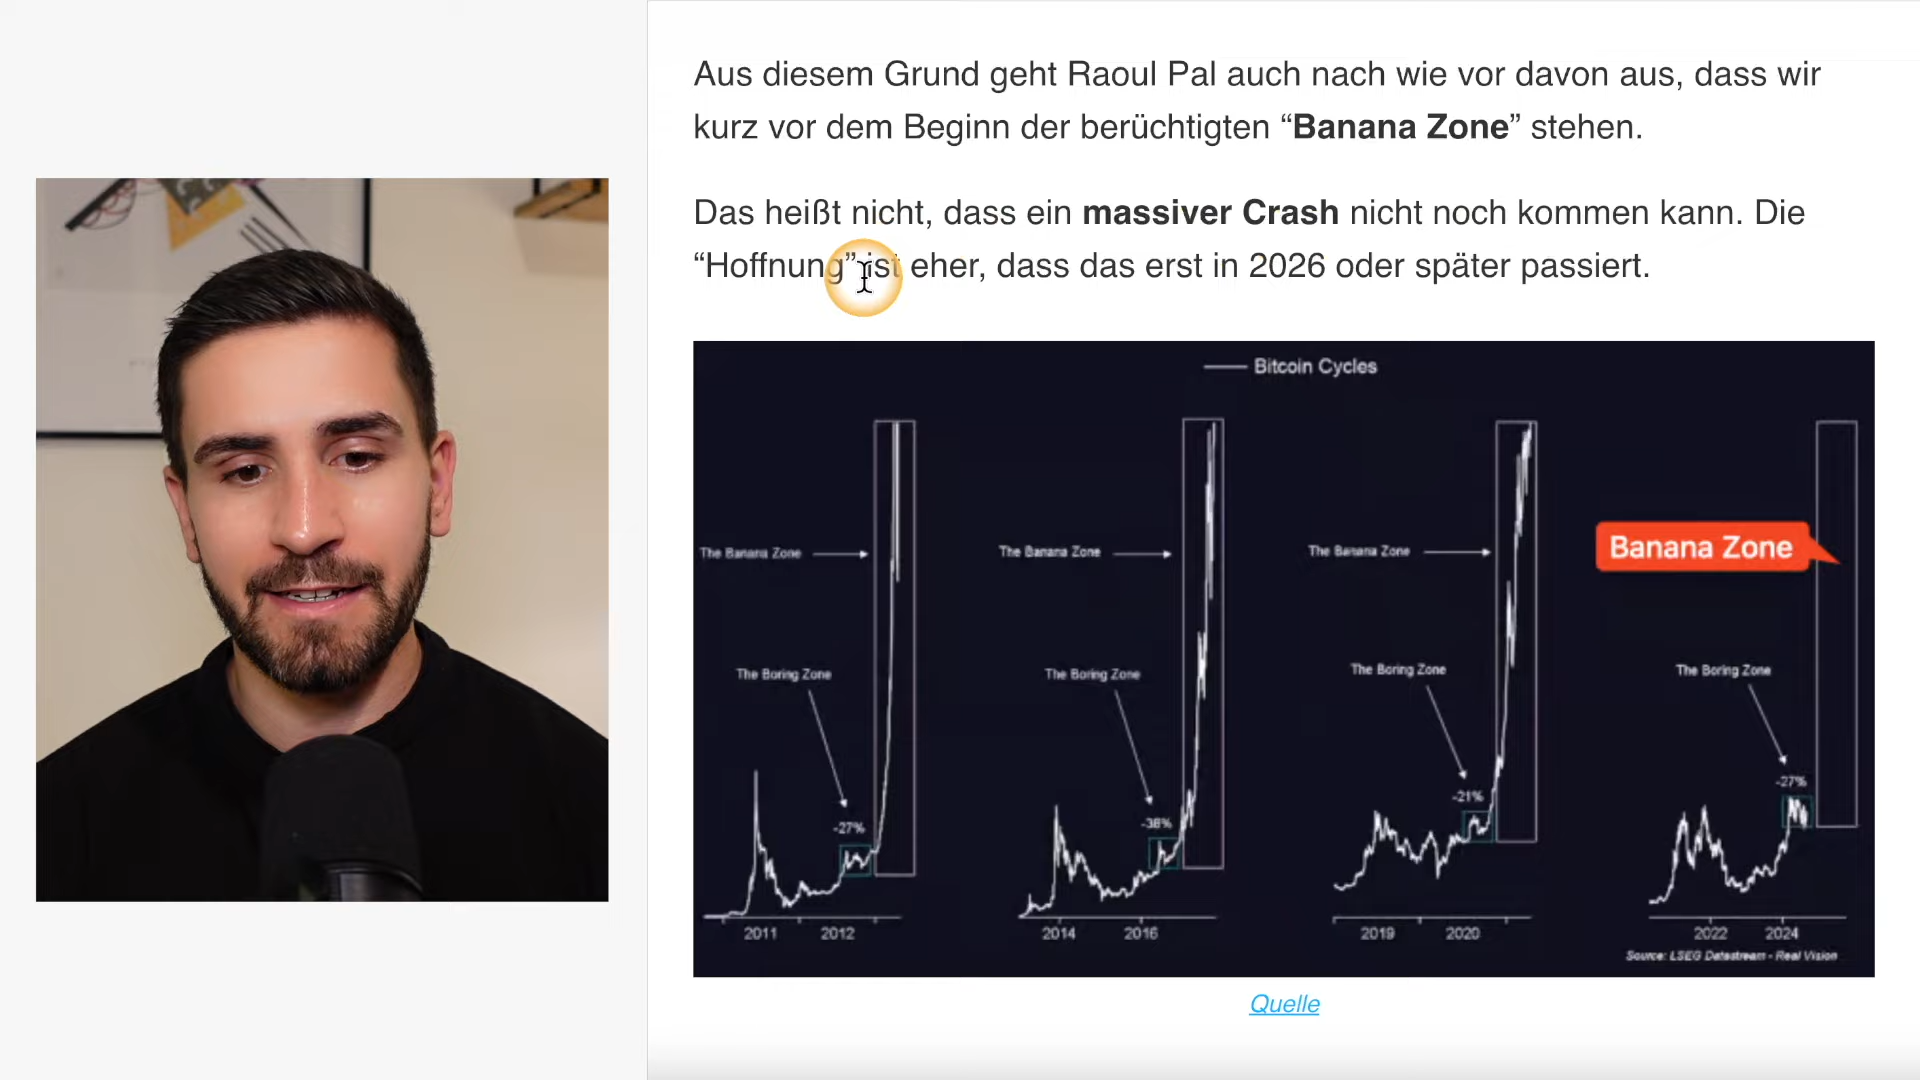 Aus diesem Grund geht Raoul Pal auch nach wie vor davon aus, dass wir
kurz vor dem Beginn der berüchtigten “Banana Zone” stehen.
Das heißt nicht, dass ein massiver Crash nicht noch kommen kann. Die
“Hoffnung” ist eher, dass das erst in 2026 oder später passiert.
Bitcoin Cycles
The Banana Zone
The Banana Zone
The Banana Zone
Banana Zone
The Boring Zone
The Boring Zone
The Boring Zone
The Boring Zone
-27%
-38%
-21%
-27%
2011 2012
2014 2016
2019 2020
2022 2024
Source: LSEG Datastream - Real Vision
Quelle